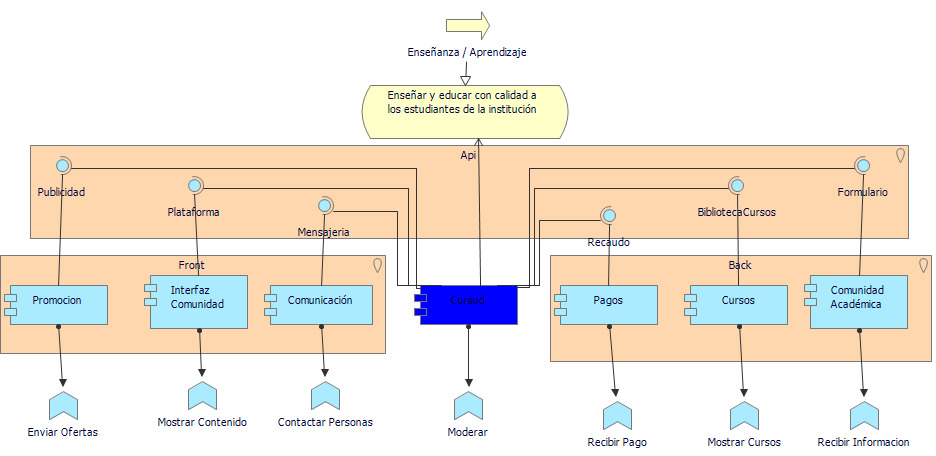 Enseñanza / Aprendizaje
Enseñar y educar con calidad a
los estudiantes de la institución
Api
Publicidad
Plataforma
Mensajeria
Recaudo
BibliotecaCursos
Formulario
Front
Back
Promocion
Interfaz
Comunidad
Comunicación
Pagos
Cursos
Comunidad
Académica
Enviar Ofertas
Mostrar Contenido
Contactar Personas
Moderar
Recibir Pago
Mostrar Cursos
Recibir Informacion